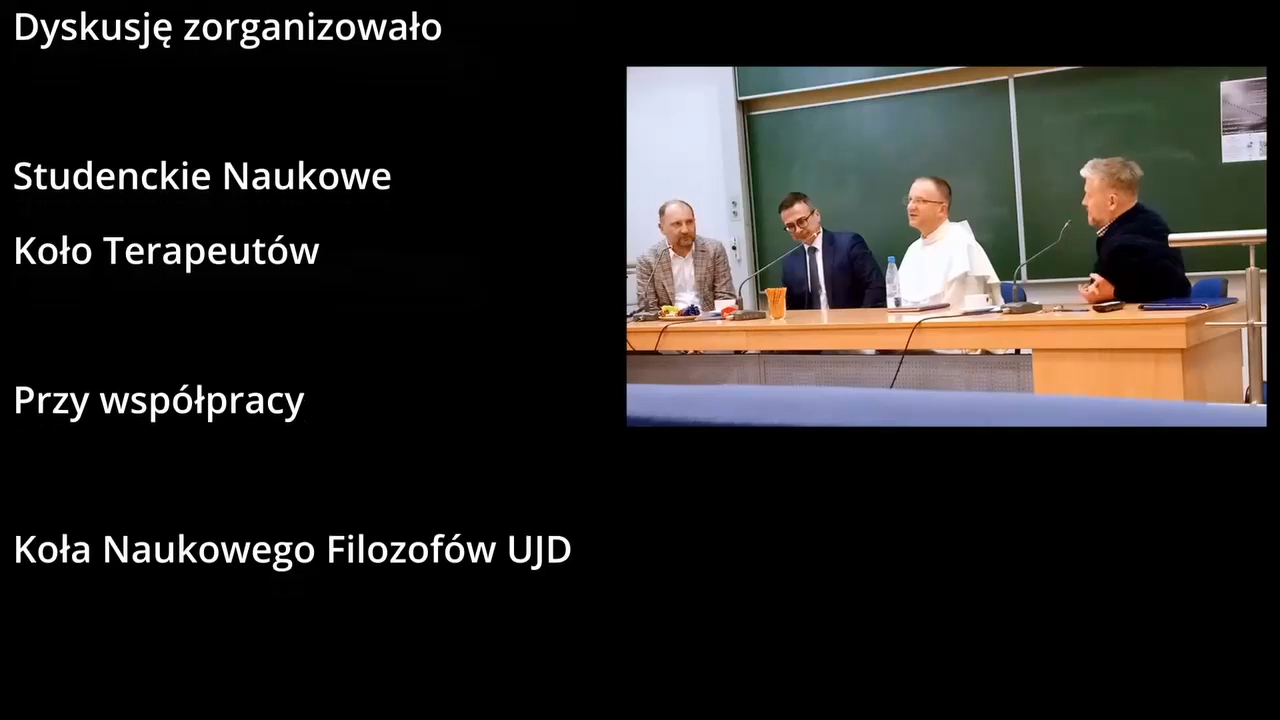 Dyskusję zorganizowało
Studenckie Naukowe
Koło Terapeutów
Przy współpracy
Koła Naukowego Filozofów UJD